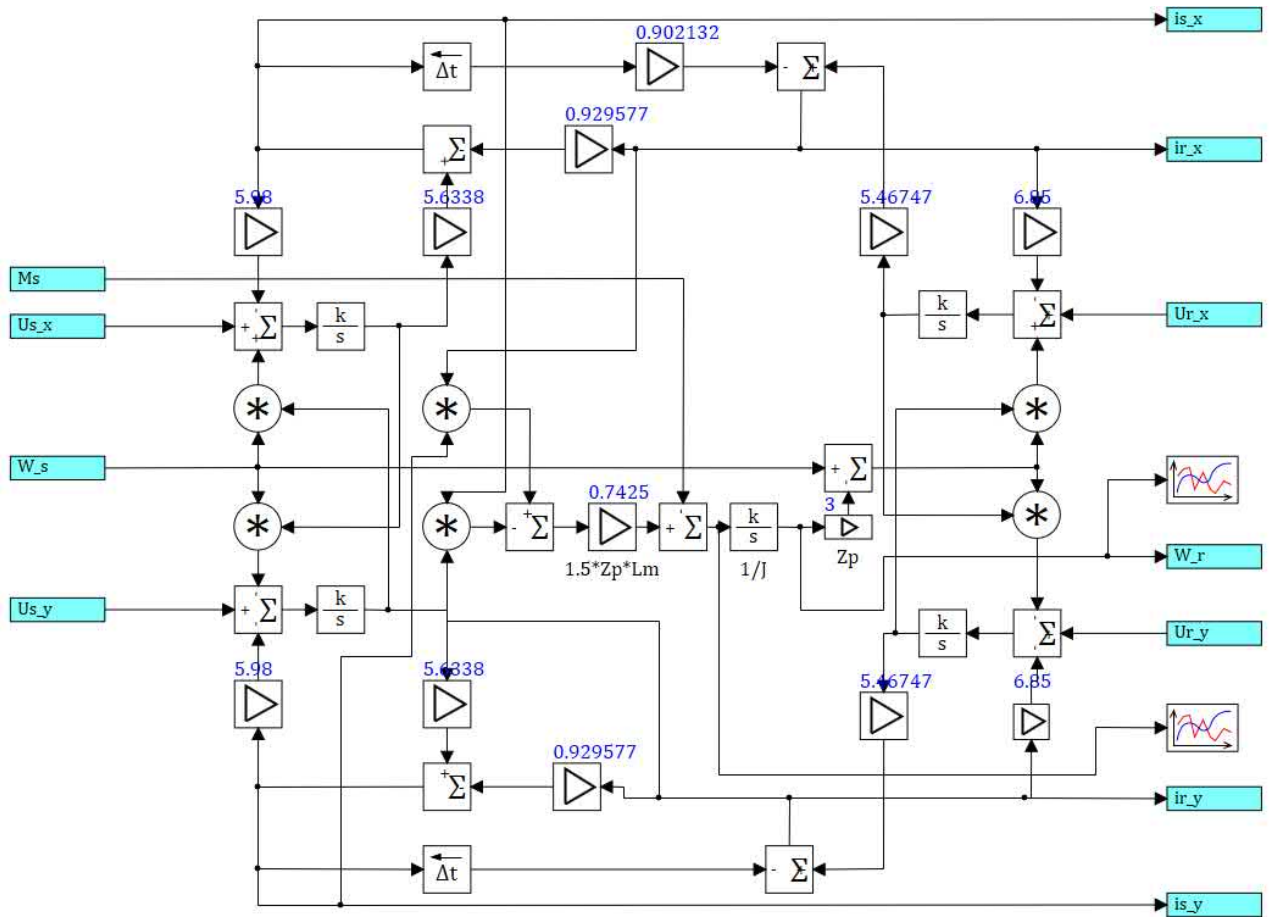 is_x
0.902132
Δt
- Σ
0.929577
+ Σ -
ir_x
5.98
5.6338
5.46747
6.85
Ms
Us_x
+ + Σ
k/s
k/s
+ Σ
Ur_x
*
*
*
W_s
+ Σ
0.7425
3
*
*
- + Σ
+ Σ
k/s
*
1.5*Zp*Lm
1/J
Zp
W_r
Us_y
+ Σ
k/s
k/s
Σ
Ur_y
5.98
5.6338
5.46747
6.85
0.929577
+ Σ -
ir_y
Δt
- Σ
is_y